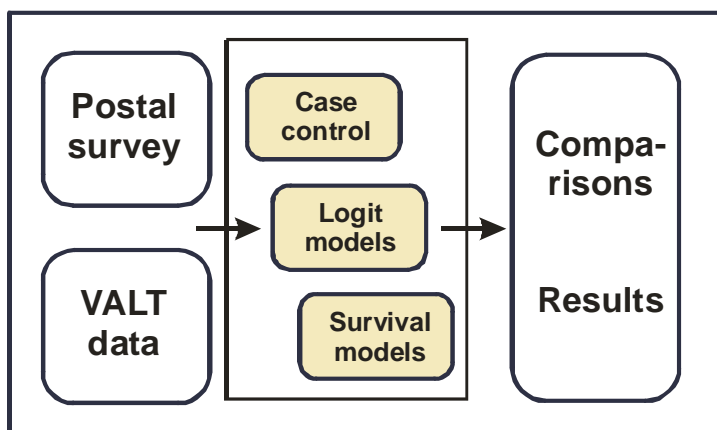 Postal
survey
VALT
data
Case
control
Logit
models
Survival
models
Compa-
risons
Results